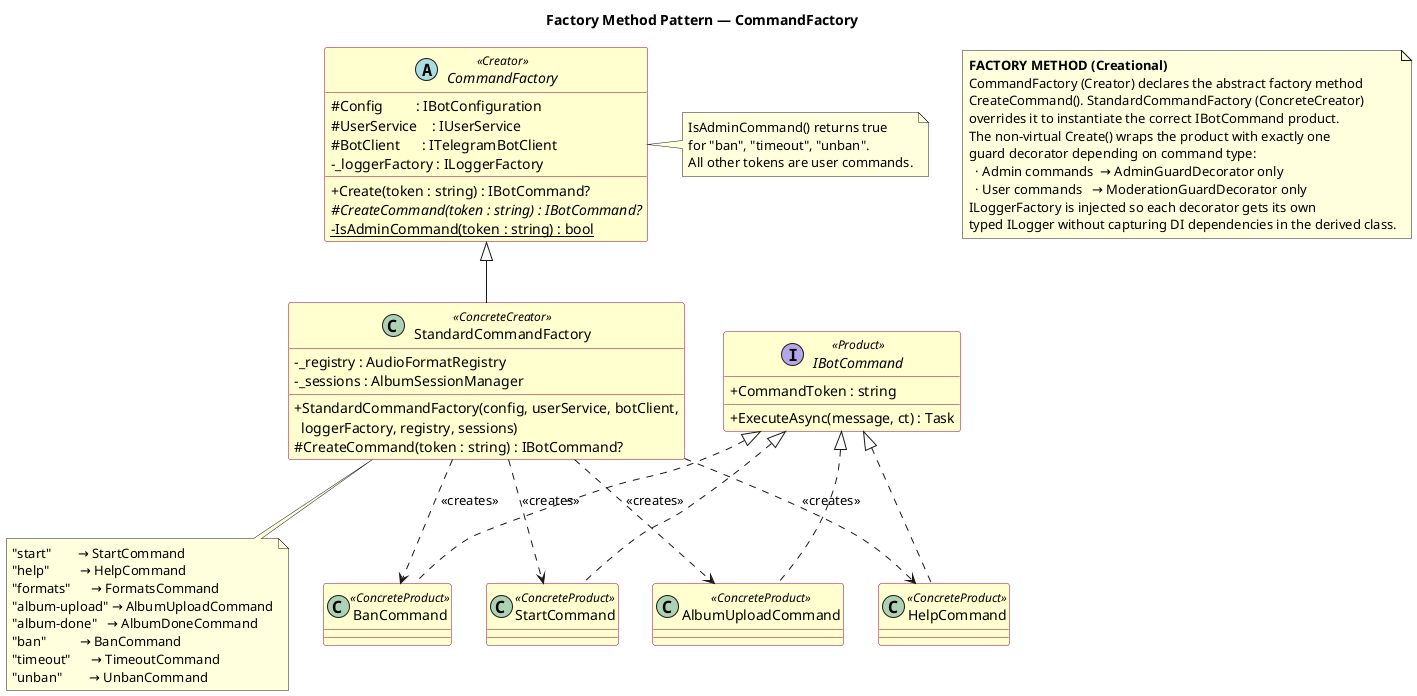 Factory Method Pattern — CommandFactory
A
«Creator»
CommandFactory
#Config : IBotConfiguration
#UserService : IUserService
#BotClient : ITelegramBotClient
-_loggerFactory : ILoggerFactory
+Create(token : string) : IBotCommand?
#CreateCommand(token : string) : IBotCommand?
-IsAdminCommand(token : string) : bool
IsAdminCommand() returns true
for "ban", "timeout", "unban".
All other tokens are user commands.
FACTORY METHOD (Creational)
CommandFactory (Creator) declares the abstract factory method
CreateCommand(). StandardCommandFactory (ConcreteCreator)
overrides it to instantiate the correct IBotCommand product.
The non-virtual Create() wraps the product with exactly one
guard decorator depending on command type:
· Admin commands → AdminGuardDecorator only
· User commands → ModerationGuardDecorator only
ILoggerFactory is injected so each decorator gets its own
typed ILogger without capturing DI dependencies in the derived class.
C
«ConcreteCreator»
StandardCommandFactory
-_registry : AudioFormatRegistry
-_sessions : AlbumSessionManager
+StandardCommandFactory(config, userService, botClient,
loggerFactory, registry, sessions)
#CreateCommand(token : string) : IBotCommand?
I
«Product»
IBotCommand
+CommandToken : string
+ExecuteAsync(message, ct) : Task
«creates»
«creates»
«creates»
«creates»
"start" → StartCommand
"help" → HelpCommand
"formats" → FormatsCommand
"album-upload" → AlbumUploadCommand
"album-done" → AlbumDoneCommand
"ban" → BanCommand
"timeout" → TimeoutCommand
"unban" → UnbanCommand
C
«ConcreteProduct»
BanCommand
C
«ConcreteProduct»
StartCommand
C
«ConcreteProduct»
AlbumUploadCommand
C
«ConcreteProduct»
HelpCommand